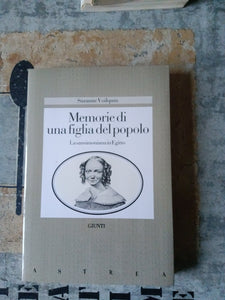 Suzanne Voilquin
Memorie di
una figlia del popolo
La sansimoniana in Egitto
GIUNTI
ASTREA